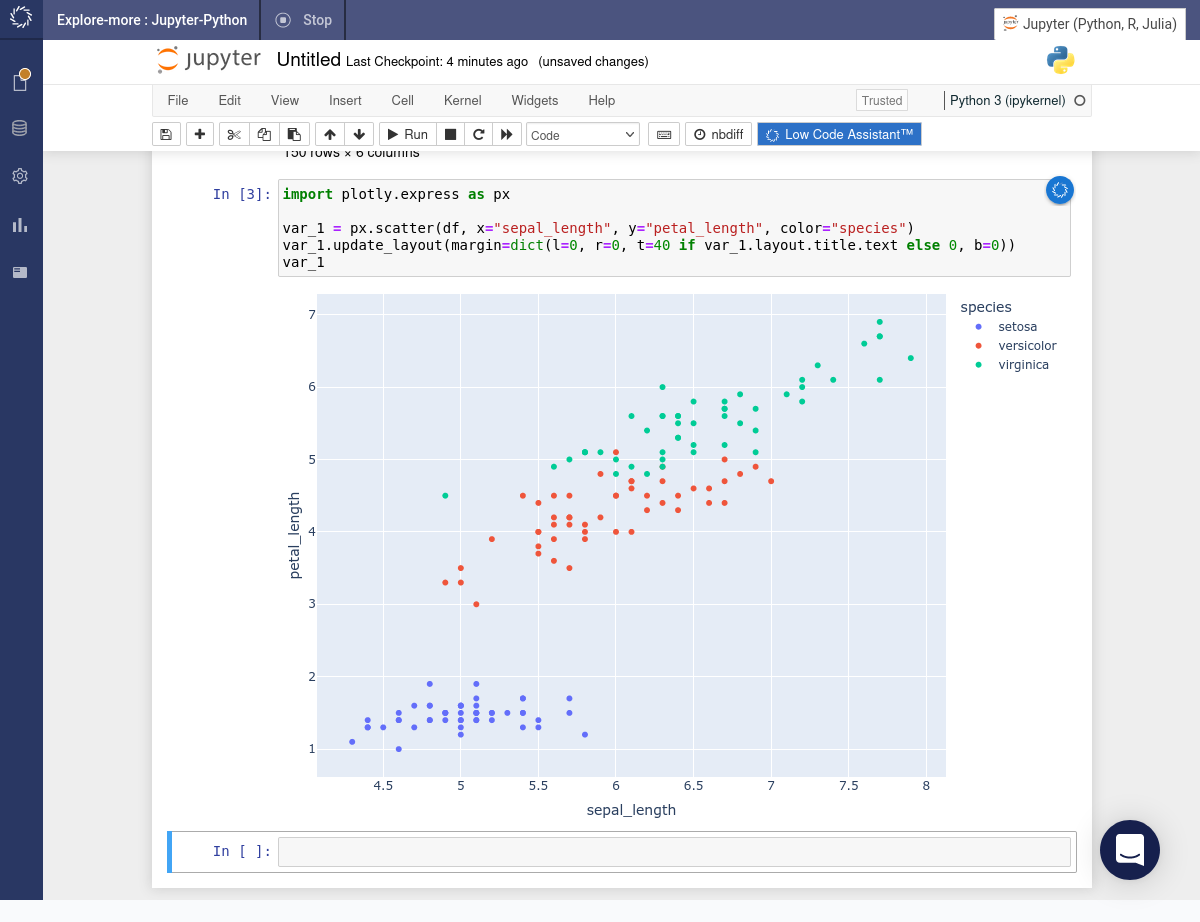 Explore-more : Jupyter-Python
Stop
Jupyter (Python, R, Julia)
jupyter Untitled Last Checkpoint: 4 minutes ago (unsaved changes)
File Edit View Insert Cell Kernel Widgets Help Trusted Python 3 (ipykernel)
Run Code nbdiff Low Code Assistant™
150 rows × 6 columns
In [3]: import plotly.express as px
var_1 = px.scatter(df, x="sepal_length", y="petal_length", color="species")
var_1.update_layout(margin=dict(l=0, r=0, t=40 if var_1.layout.title.text else 0, b=0))
var_1
species
setosa
versicolor
virginica
petal_length
7
6
5
4
3
2
1
4.5 5 5.5 6 6.5 7 7.5 8
sepal_length
In [ ]: